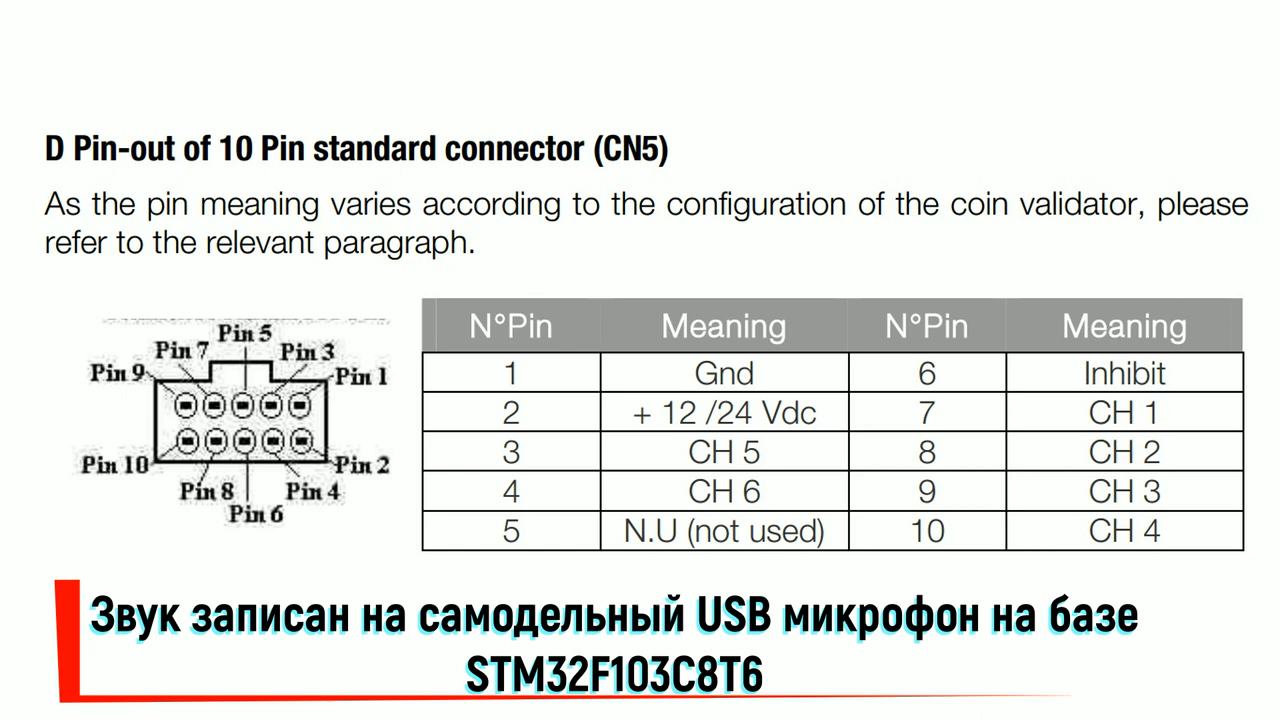 D Pin-out of 10 Pin standard connector (CN5)
As the pin meaning varies according to the configuration of the coin validator, please
refer to the relevant paragraph.
Pin 5
Pin 7 Pin 3
Pin 9 Pin 1
Pin 10 Pin 2
Pin 8 Pin 4
Pin 6
N°Pin Meaning N°Pin Meaning
1 Gnd 6 Inhibit
2 + 12 /24 Vdc 7 CH 1
3 CH 5 8 CH 2
4 CH 6 9 CH 3
5 N.U (not used) 10 CH 4
Звук записан на самодельный USB микрофон на базе
STM32F103C8T6